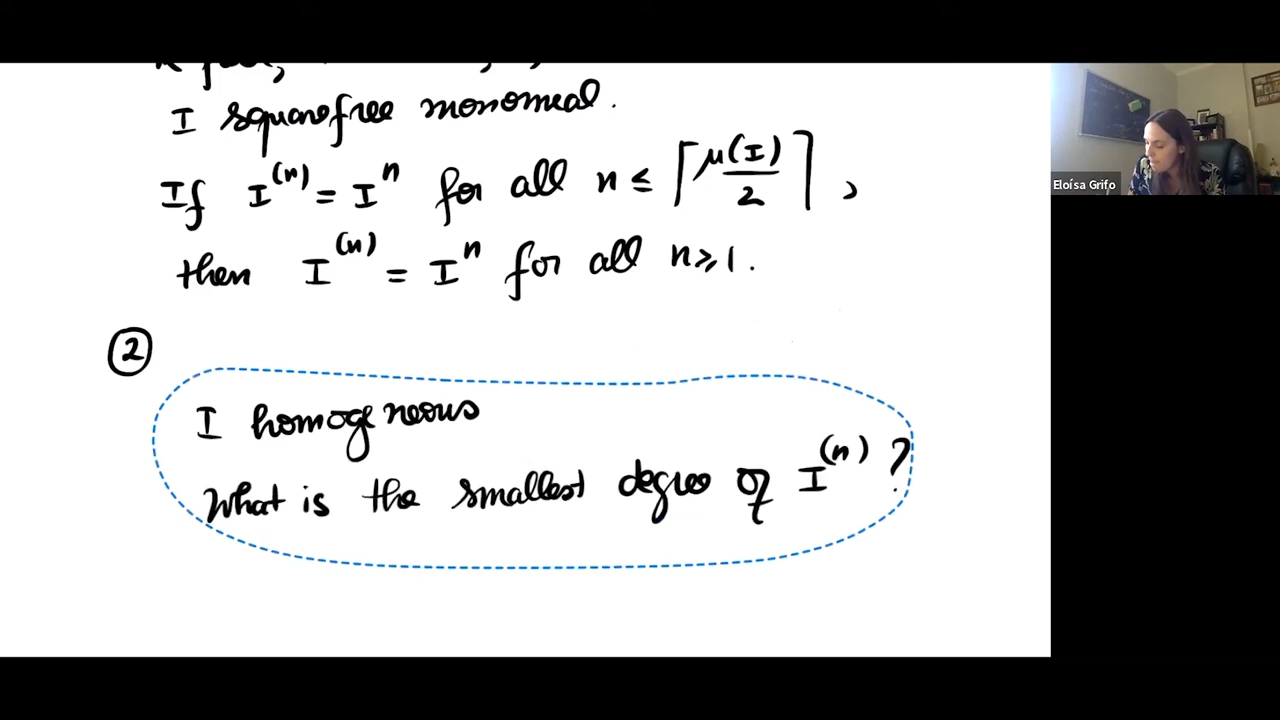 I squarefree monomial.
If I^(n) = I^n for all n ≤ ⌈μ(I)/2⌉,
then I^(n) = I^n for all n ≥ 1.
②
I homogeneous
What is the smallest degree of I^(n)?
Eloísa Grifo